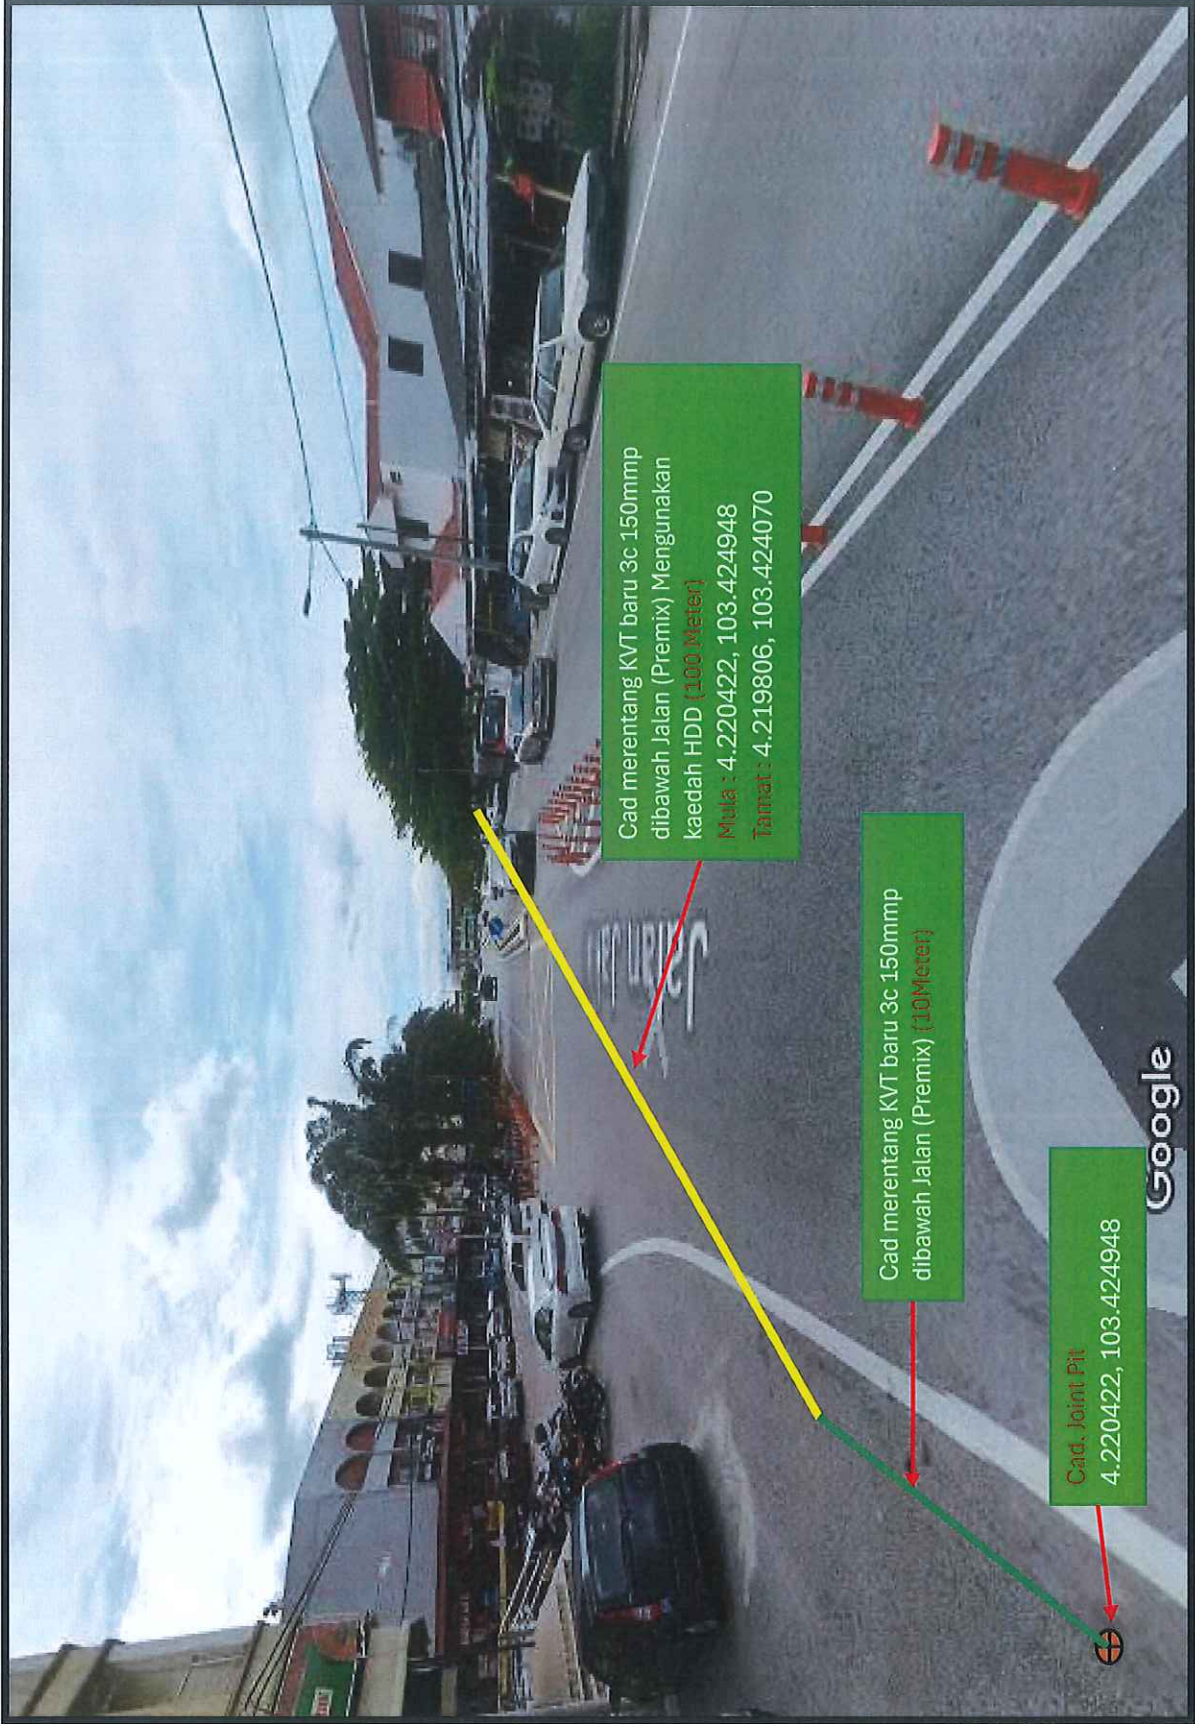 Cad merentang KVT baru 3c 150mmp
dibawah Jalan (Premix) Mengunakan
kaedah HDD (100 Meter)
Mula : 4.220422, 103.424948
Tamat : 4.219806, 103.424070
Cad merentang KVT baru 3c 150mmp
dibawah Jalan (Premix) (10Meter)
Cad. Joint Pit
4.220422, 103.424948
Jalan
Google